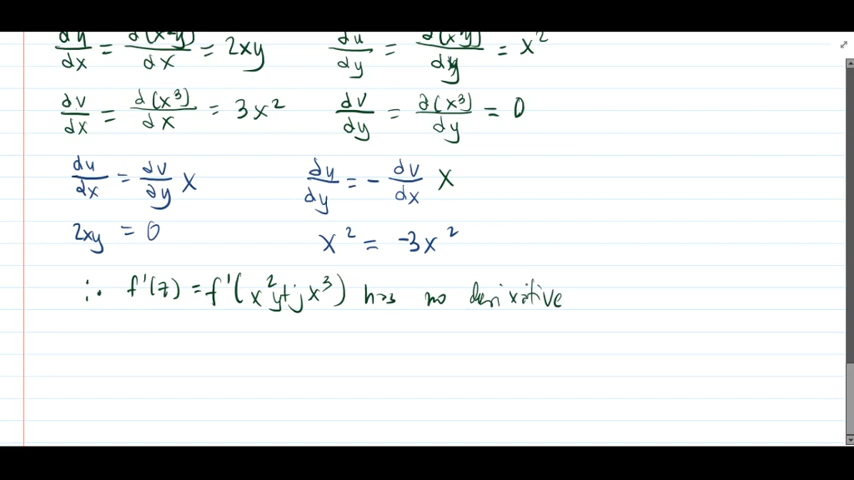 du/dx = ∂(x²y)/dx = 2xy    du/dy = ∂(x²y)/dy = x²
∂v/dx = ∂(x³)/dx = 3x²    ∂v/dy = ∂(x³)/dy = 0
du/dx = ∂v/∂y X    du/dy = - dv/dx X
2xy = 0    x² = -3x²
∴ f'(z) = f'(x²y+jx³) has no derivative